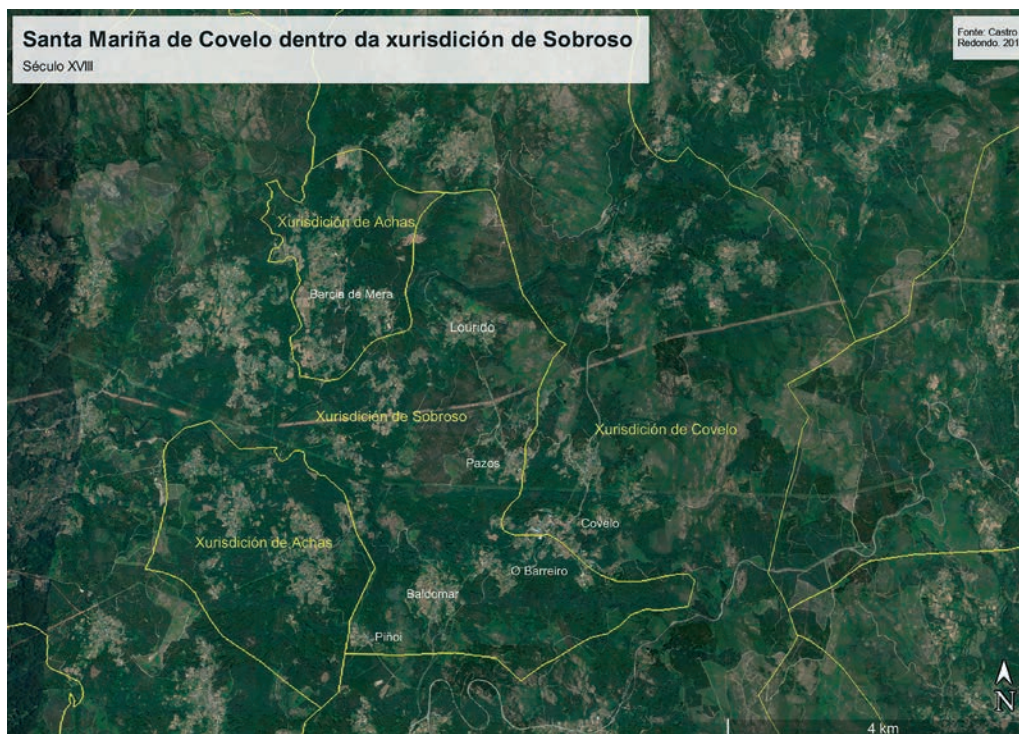 Santa Mariña de Covelo dentro da xurisdición de Sobroso
Século XVIII
Fonte: Castro
Redondo. 201
Xurisdición de Achas
Barcia de Mera
Lourido
Xurisdición de Sobroso
Xurisdición de Covelo
Pazos
Covelo
Xurisdición de Achas
O Barreiro
Baldomar
Piñoi
N
4 km